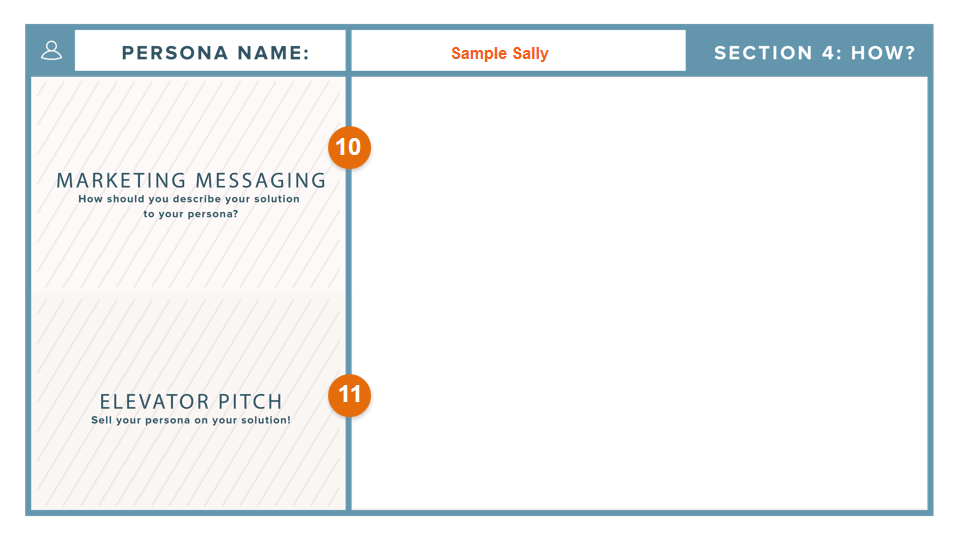 PERSONA NAME:
Sample Sally
SECTION 4: HOW?
10
MARKETING MESSAGING
How should you describe your solution
to your persona?
11
ELEVATOR PITCH
Sell your persona on your solution!